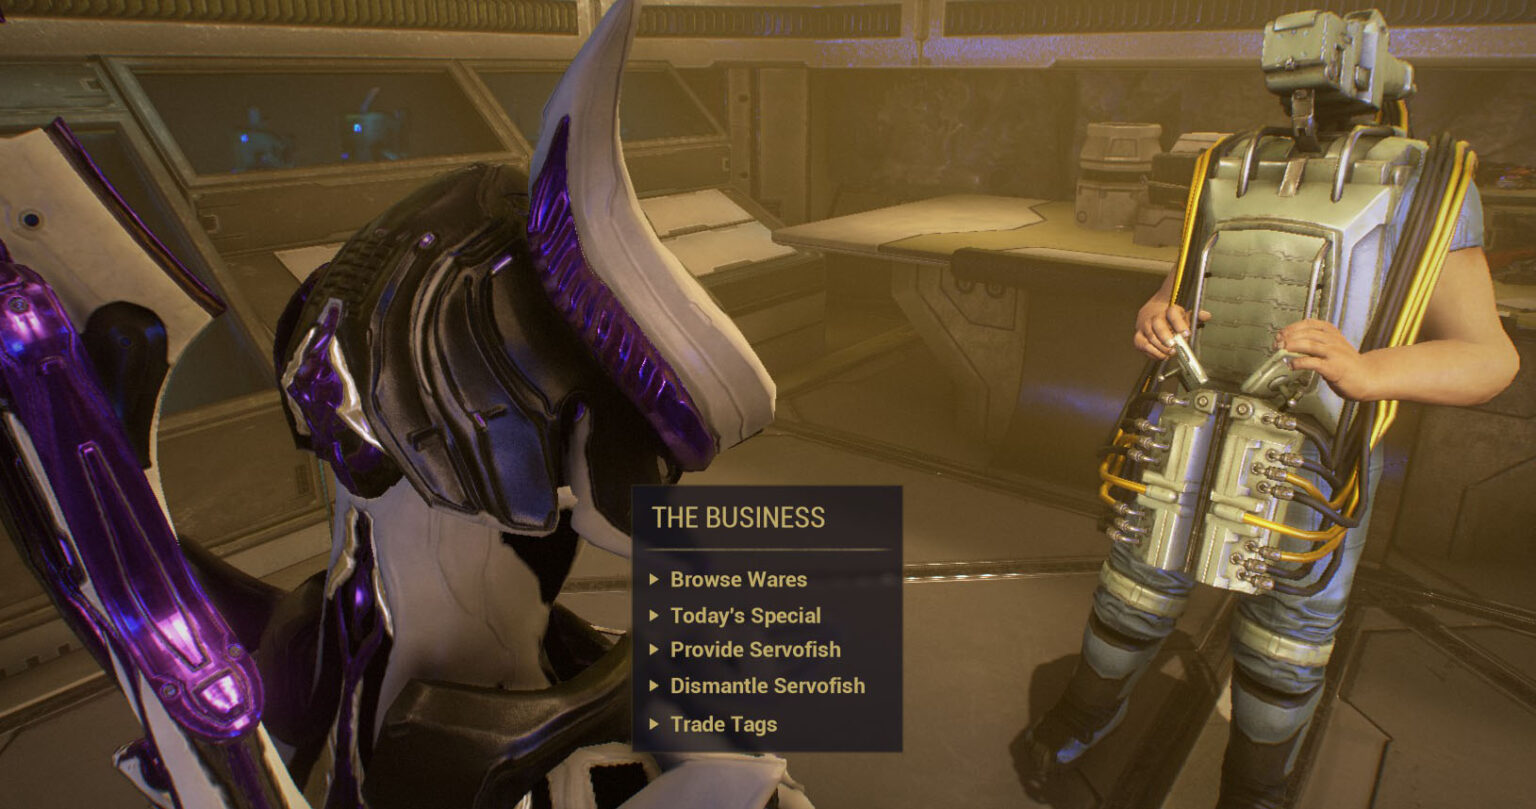 THE BUSINESS
Browse Wares
Today's Special
Provide Servofish
Dismantle Servofish
Trade Tags